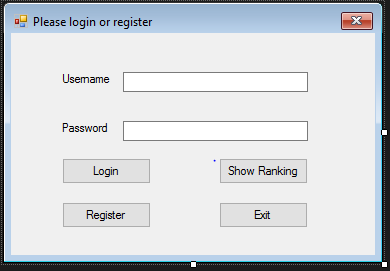 Please login or register
Username
Password
Login
Show Ranking
Register
Exit